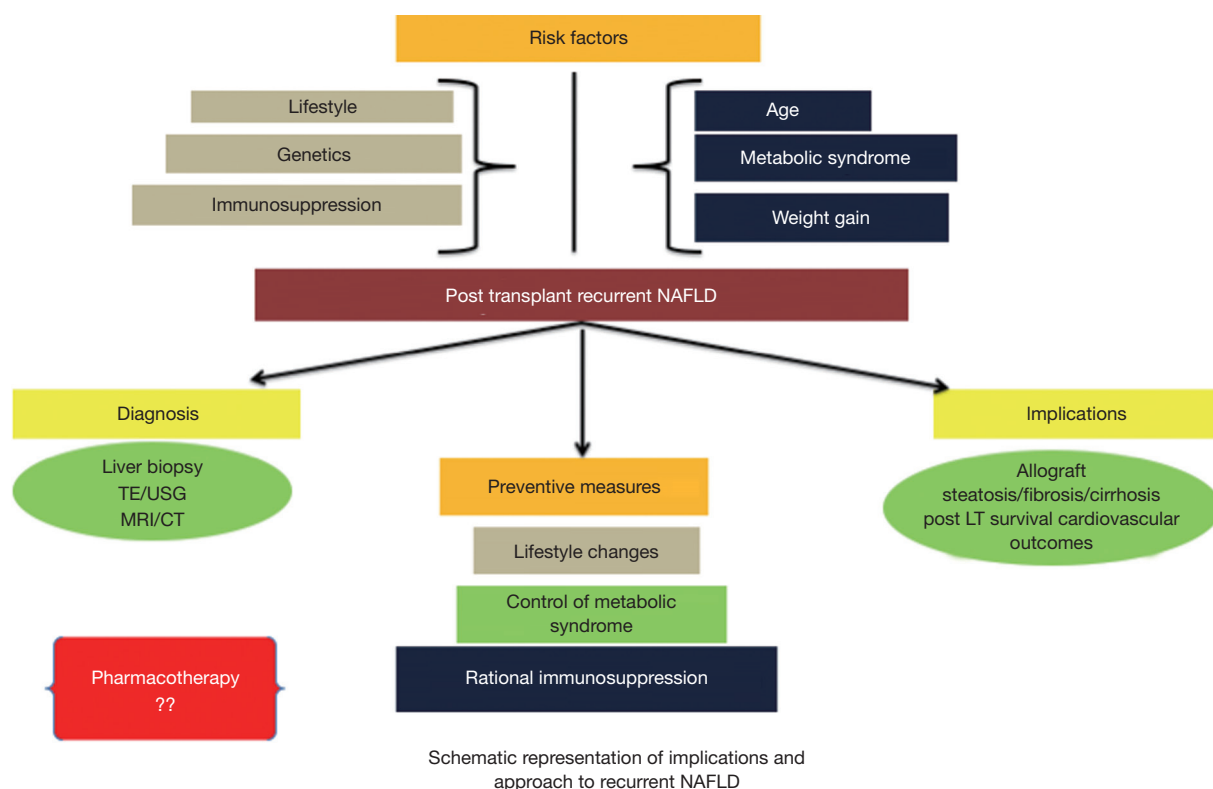 Risk factors
Lifestyle
Genetics
Immunosuppression
Age
Metabolic syndrome
Weight gain
Post transplant recurrent NAFLD
Diagnosis
Liver biopsy
TE/USG
MRI/CT
Preventive measures
Lifestyle changes
Control of metabolic
syndrome
Rational immunosuppression
Implications
Allograft
steatosis/fibrosis/cirrhosis
post LT survival cardiovascular
outcomes
Pharmacotherapy
??
Schematic representation of implications and
approach to recurrent NAFLD